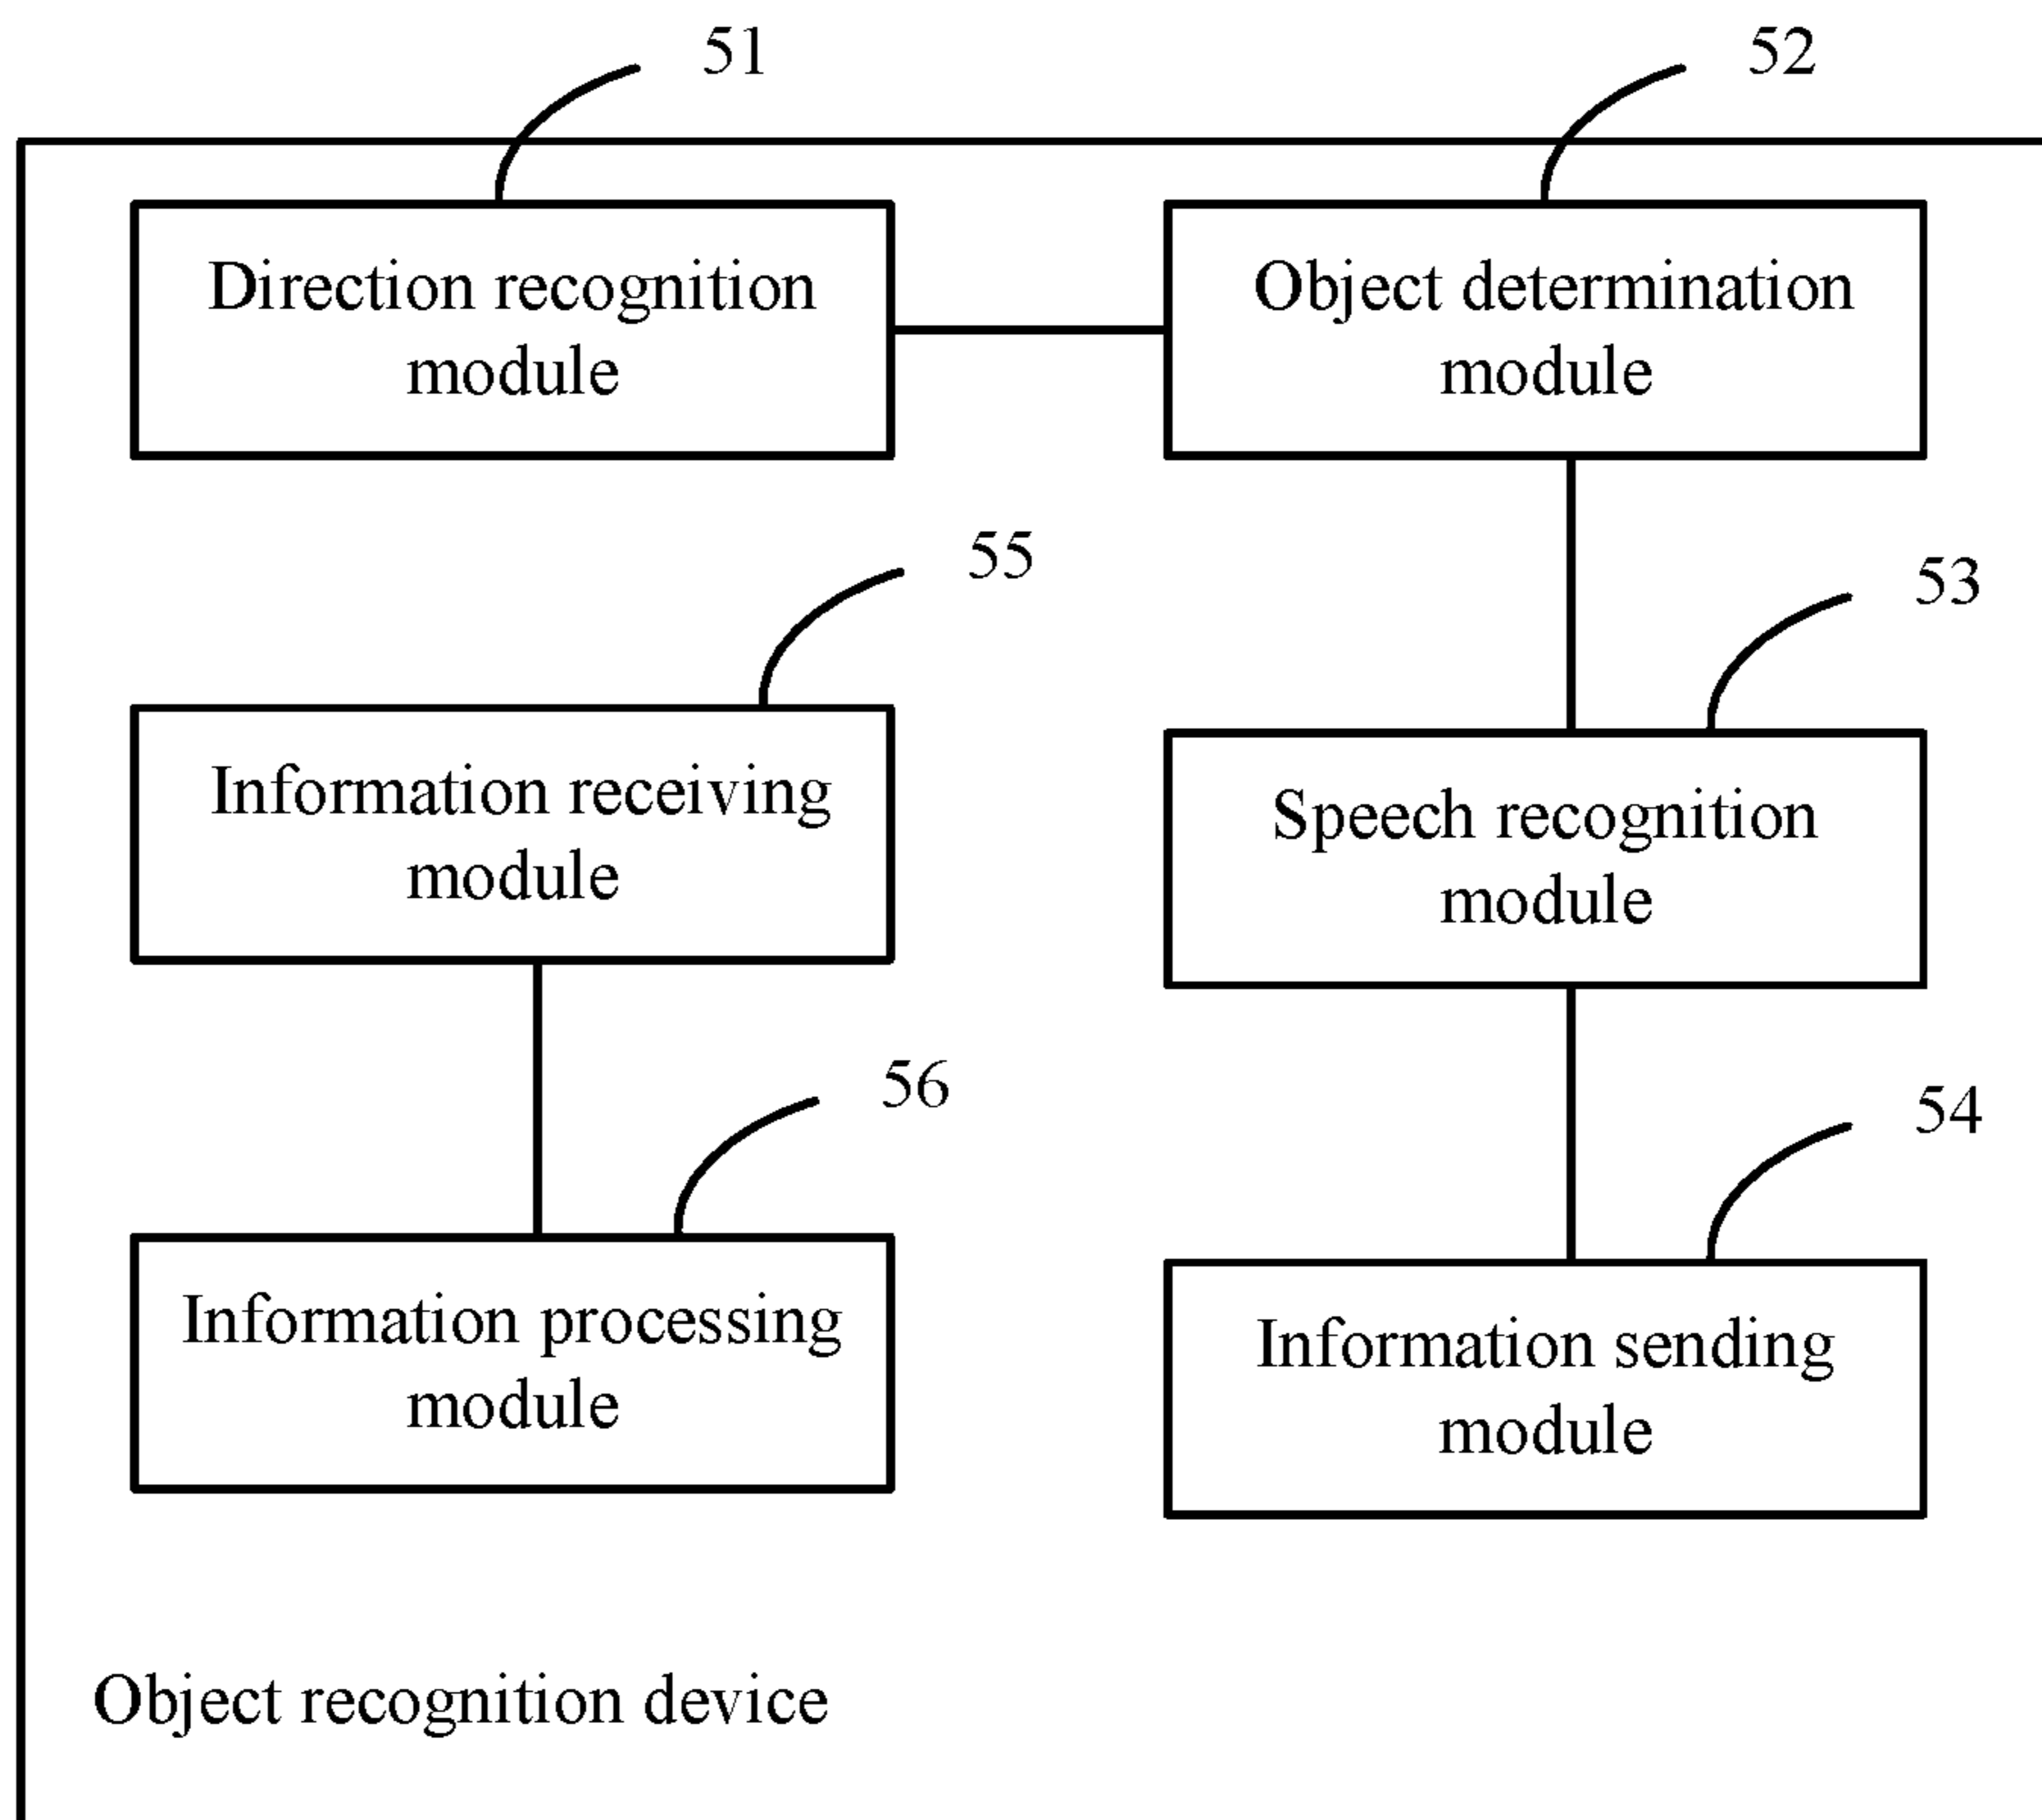 51
52
Direction recognition
module
Object determination
module
55
53
Information receiving
module
Speech recognition
module
56
54
Information processing
module
Information sending
module
Object recognition device